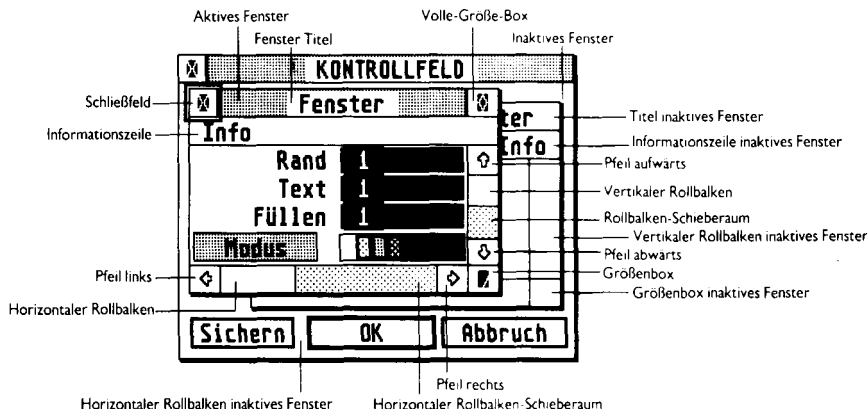 Aktives Fenster
Volle-Größe-Box
Fenster Titel
Inaktives Fenster
KONTROLLFELD
Schließfeld
Fenster
ter
Titel inaktives Fenster
Informationszeile
Info
Info
Informationszeile inaktives Fenster
Pfeil aufwärts
Rand 1
Text 1
Vertikaler Rollbalken
Füllen 1
Rollbalken-Schieberaum
Vertikaler Rollbalken inaktives Fenster
Modus
Pfeil abwärts
Pfeil links
Größenbox
Größenbox inaktives Fenster
Horizontaler Rollbalken
Sichern
OK
Abbruch
Pfeil rechts
Horizontaler Rollbalken inaktives Fenster
Horizontaler Rollbalken-Schieberaum